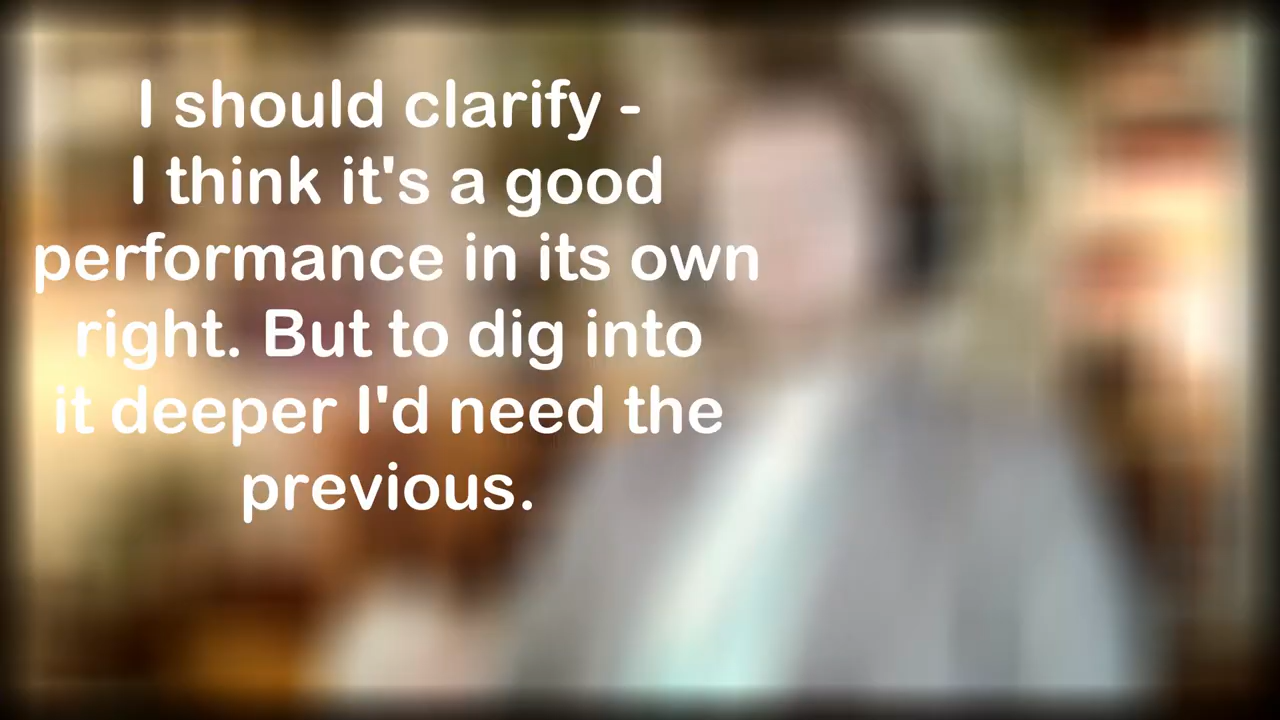 I should clarify -
I think it's a good
performance in its own
right. But to dig into
it deeper I'd need the
previous.